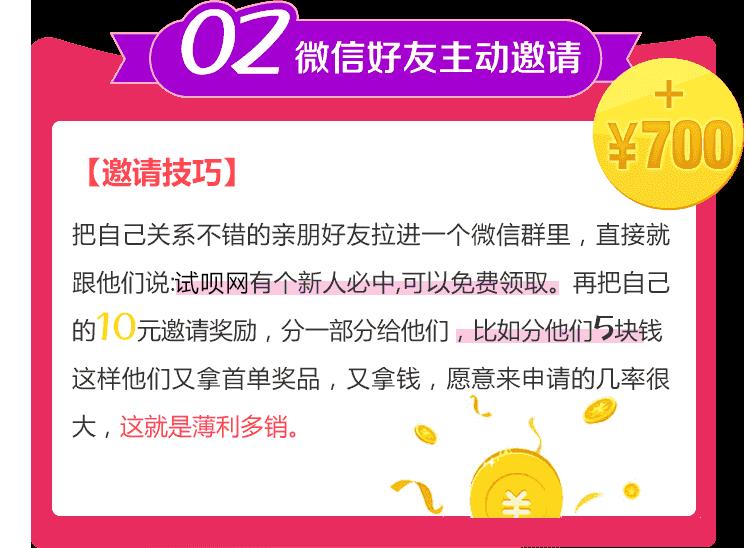 02 微信好友主动邀请
+
¥700
【邀请技巧】
把自己关系不错的亲朋好友拉进一个微信群里，直接就
跟他们说:试呗网有个新人必中,可以免费领取。再把自己
的10元邀请奖励，分一部分给他们，比如分他们5块钱
这样他们又拿首单奖品，又拿钱，愿意来申请的几率很
大，这就是薄利多销。
¥